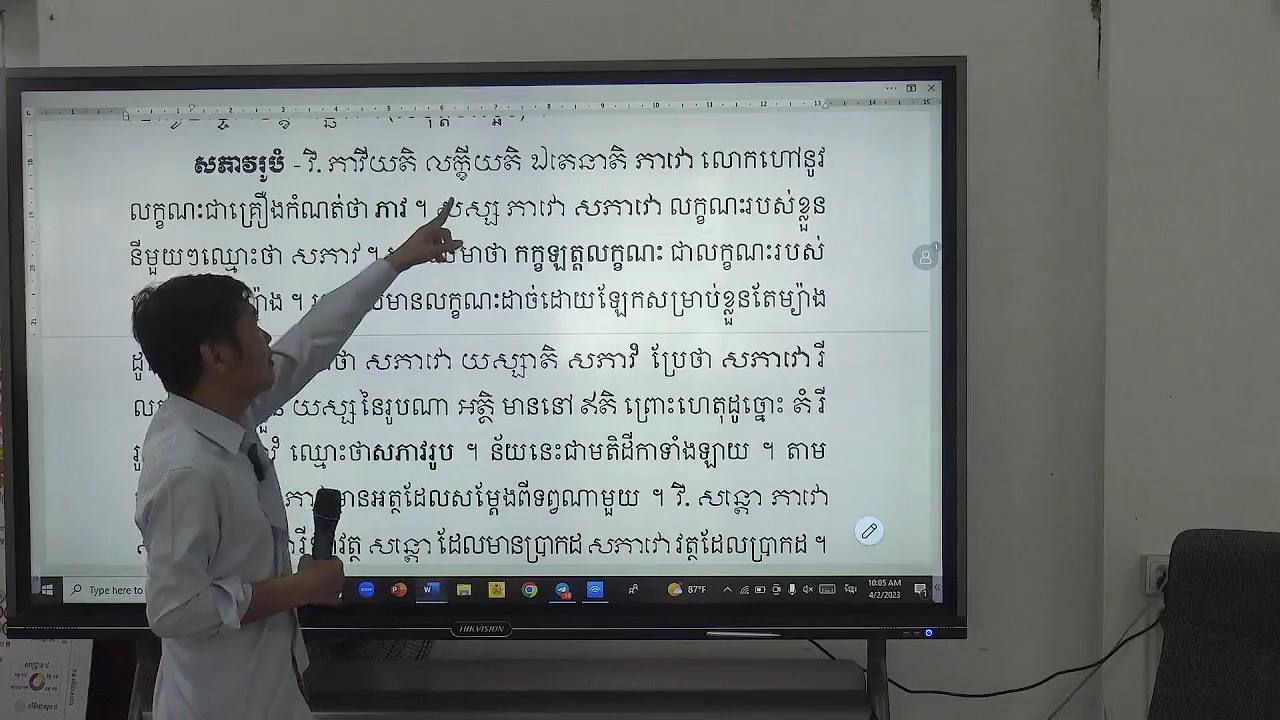 សភាវរូបំ - វិ. ភាវីយតិ លក្ខីយតិ ឯតេនាតិ ភាវោ លោកហៅនូវ
លក្ខណះជាគ្រឿងកំណត់ថា ភាវ ។ សស្ស ភាវោ សភាវោ លក្ខណះរបស់ខ្លួន
នីមួយៗឈ្មោះថា សភាវ ។ មាថា កក្ខឡត្តលក្ខណះ ជាលក្ខណះរបស់
យ៉ាង ។ មានលក្ខណះដាច់ដោយឡែកសម្រាប់ខ្លួនតែម្យ៉ាង
ថា សភាវោ យស្សាតិ សភាវំ ប្រែថា សភាវោ រី
យស្ស នៃរូបណា អត្ថិ មាននៅ ឥតិ ព្រោះហេតុដូច្នោះ តំ រី
ឈ្មោះថាសភាវរូប ។ ន័យនេះជាមតិដីកាទាំងឡាយ ។ តាម
មានអត្ថដែលសម្ដែងពីទព្វណាមួយ ។ វិ. សន្តោ ភាវោ
សន្តោ ដែលមានប្រាកដ សភាវោ វត្ថដែលប្រាកដ ។
Type here to
87°F
10:05 AM
4/2/2023
HIKVISION